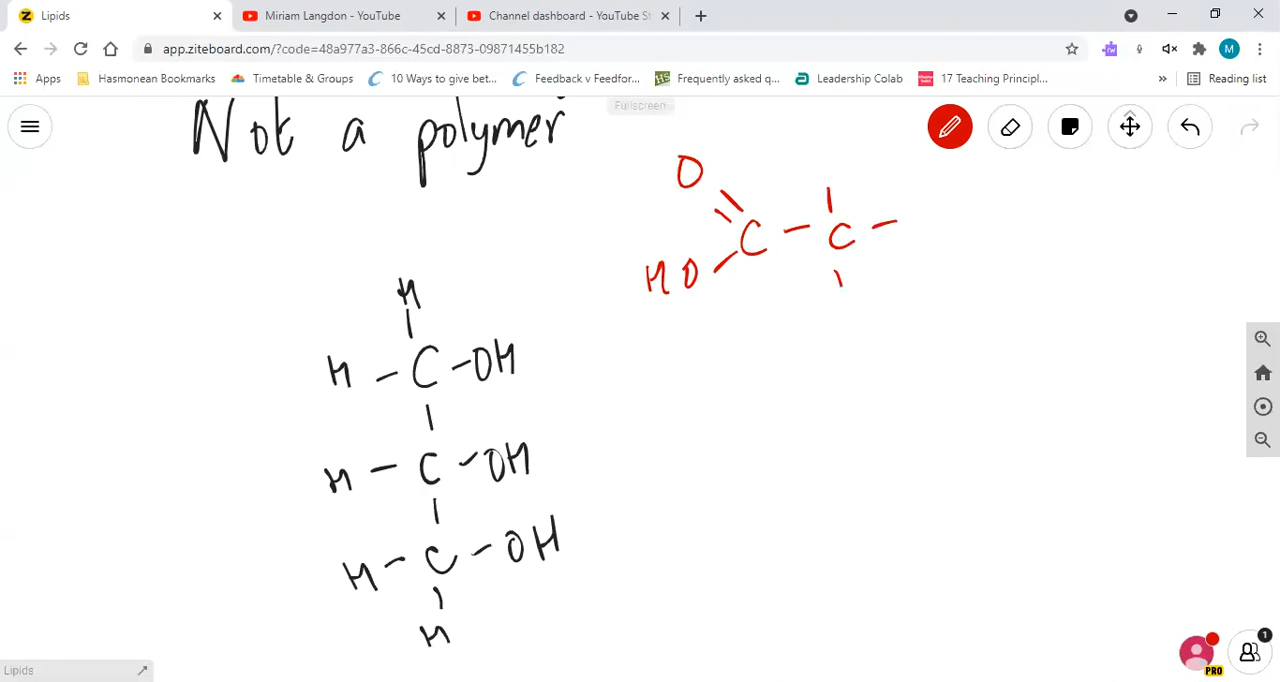 Lipids
Miriam Langdon - YouTube
Channel dashboard - YouTube St
app.ziteboard.com/?code=48a977a3-866c-45cd-8873-09871455b182
M
Apps
Hasmonean Bookmarks
Timetable & Groups
10 Ways to give bet...
Feedback v Feedfor...
HS
Frequently asked q...
Leadership Colab
17 Teaching Principl...
»
Reading list
Fullscreen
Not a polymer
O
C - C -
HO
H
H - C - OH
H - C - OH
H - C - OH
H
Lipids
PRO
1